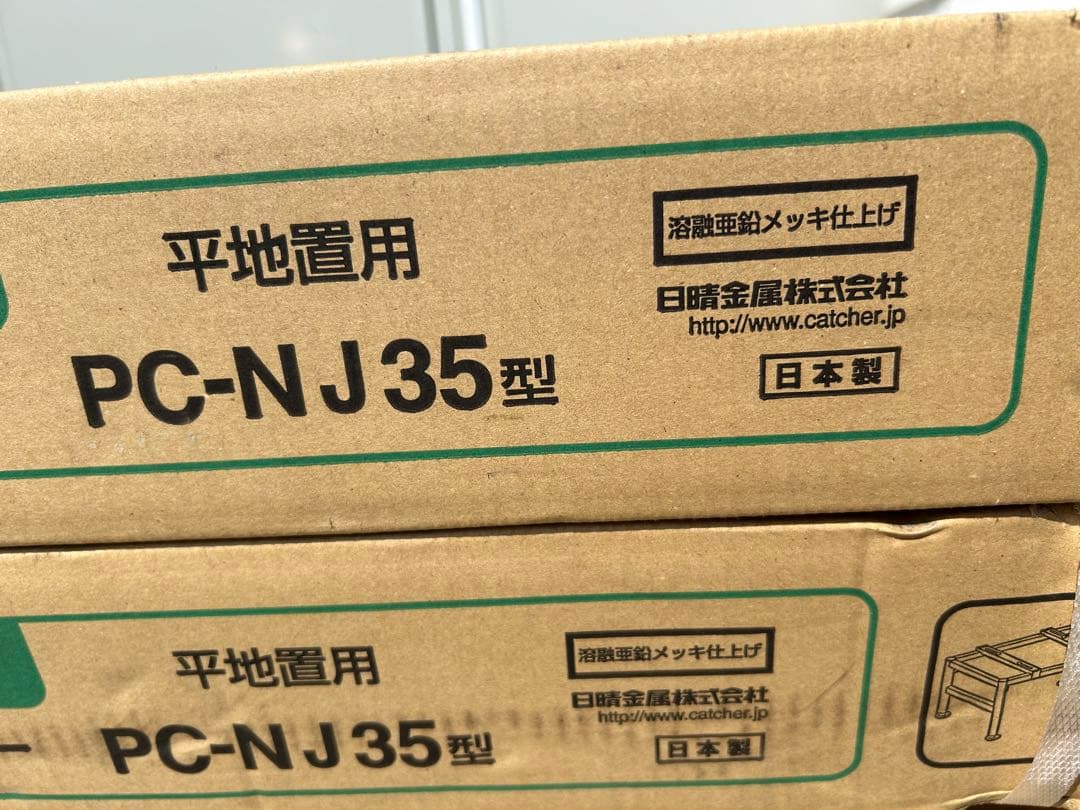 平地置用
PC-NJ35型
溶融亜鉛メッキ仕上げ
日晴金属株式会社
http://www.catcher.jp
日本製
平地置用
PC-NJ35型
溶融亜鉛メッキ仕上げ
日晴金属株式会社
http://www.catcher.jp
日本製